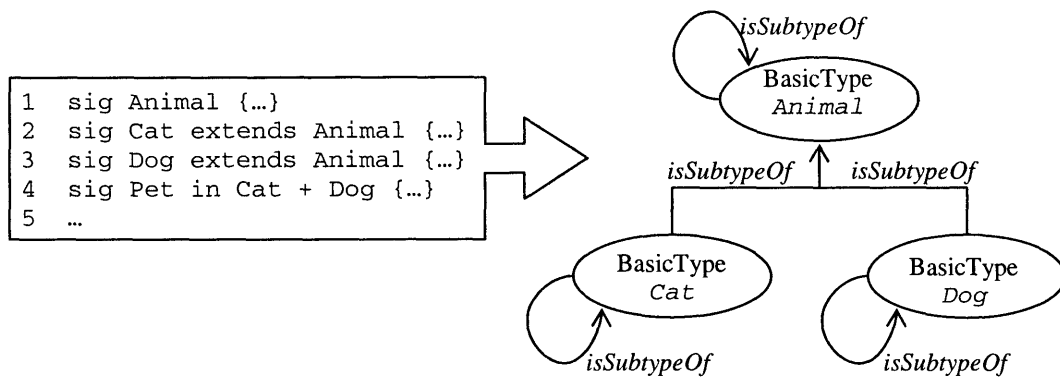 1 sig Animal {…}
2 sig Cat extends Animal {…}
3 sig Dog extends Animal {…}
4 sig Pet in Cat + Dog {…}
5 …
isSubtypeOf
BasicType
Animal
isSubtypeOf isSubtypeOf
BasicType
Cat
isSubtypeOf
BasicType
Dog
isSubtypeOf